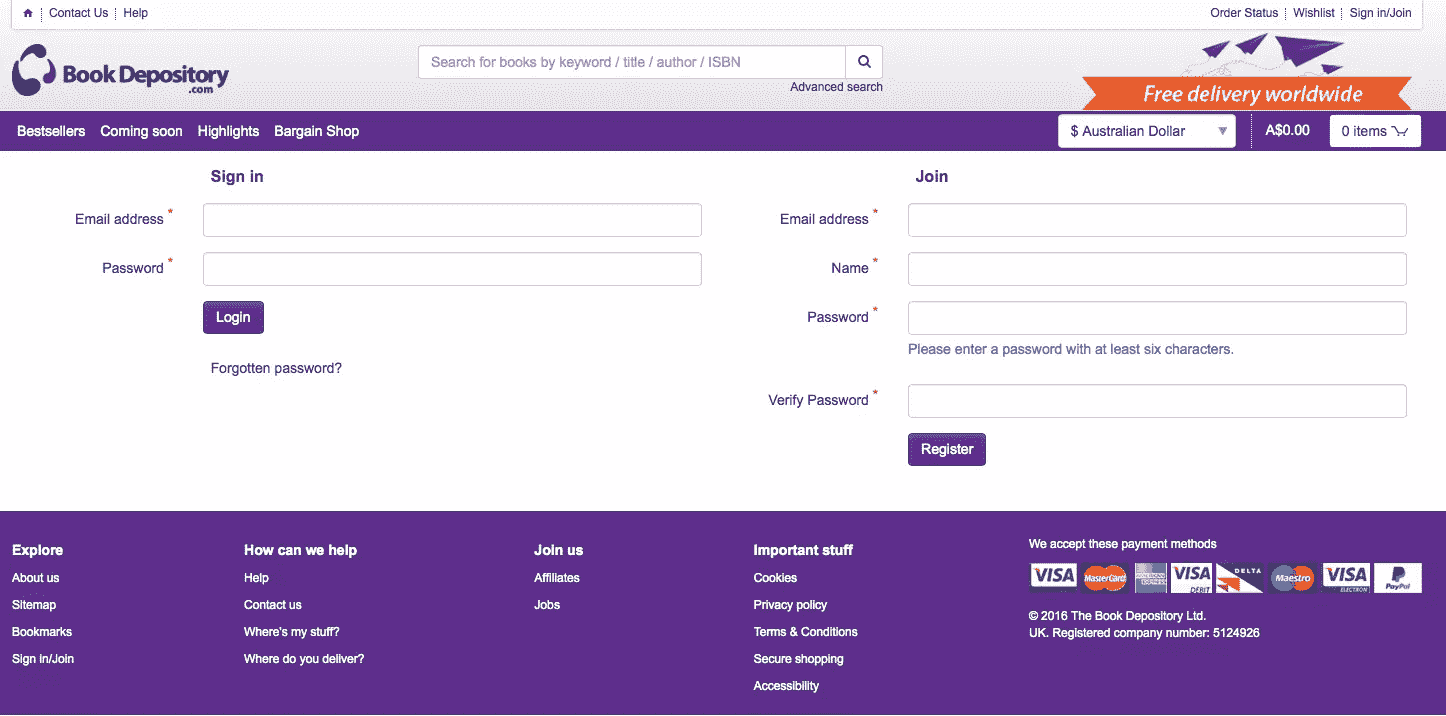 Contact Us Help
Order Status Wishlist Sign in/Join
Book Depository
.com
Search for books by keyword / title / author / ISBN
Advanced search
Free delivery worldwide
Bestsellers Coming soon Highlights Bargain Shop
$ Australian Dollar A$0.00 0 items
Sign in
Email address *
Password *
Login
Forgotten password?
Join
Email address *
Name *
Password *
Please enter a password with at least six characters.
Verify Password *
Register
Explore
About us
Sitemap
Bookmarks
Sign in/Join
How can we help
Help
Contact us
Where's my stuff?
Where do you deliver?
Join us
Affiliates
Jobs
Important stuff
Cookies
Privacy policy
Terms & Conditions
Secure shopping
Accessibility
We accept these payment methods
VISA MasterCard AMERICAN EXPRESS VISA DEBIT DELTA Maestro VISA ELECTRON PayPal
© 2016 The Book Depository Ltd.
UK. Registered company number: 5124926